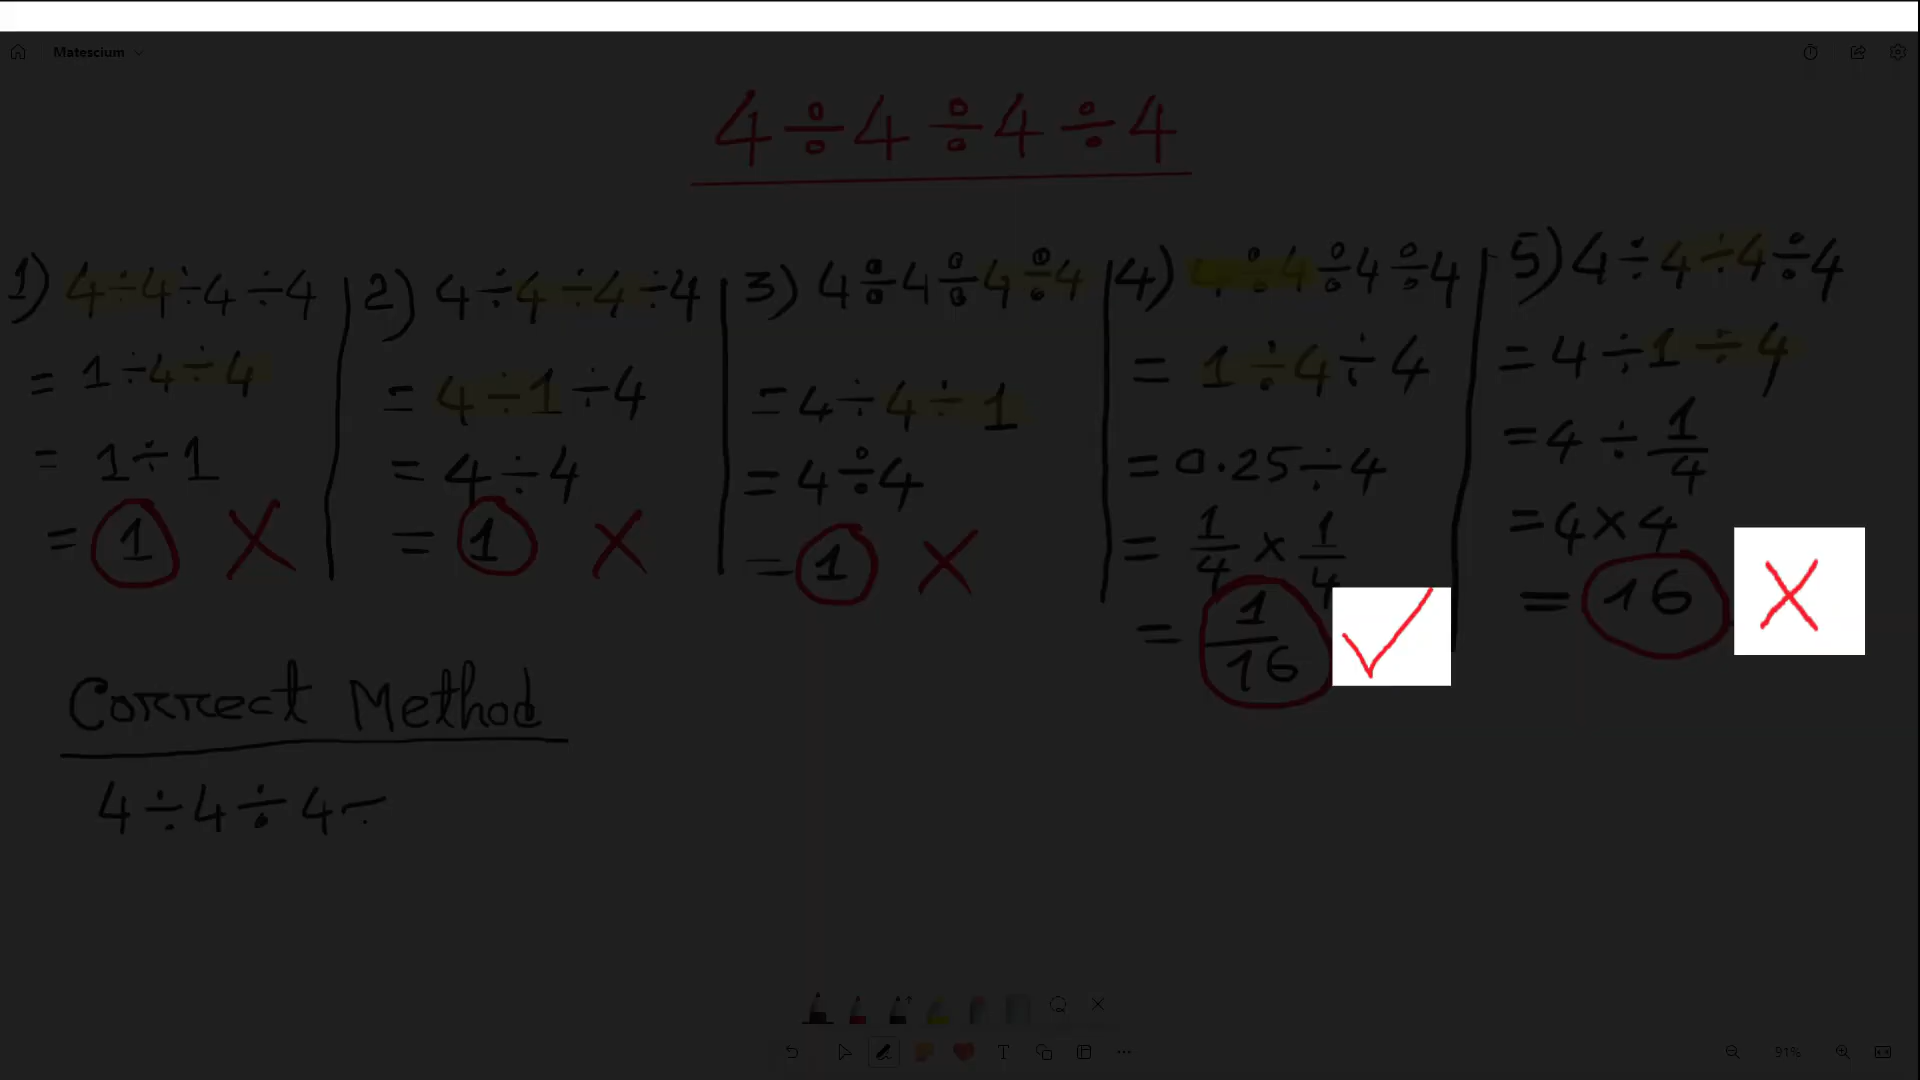 Matescium
4÷4÷4÷4
1) 4÷4÷4÷4
= 1÷4÷4
= 1÷1
= 1 X
2) 4÷4÷4÷4
= 4÷1÷4
= 4÷4
= 1 X
3) 4÷4÷4÷4
= 4÷4÷1
= 4÷4
= 1 X
4) 4÷4÷4÷4
= 1÷4÷4
= 0.25÷4
= 1/4 × 1/4
= 1/16 ✓
5) 4÷4÷4÷4
= 4÷1÷4
= 4÷1/4
= 4×4
= 16 X
Correct Method
4÷4÷4÷
91%